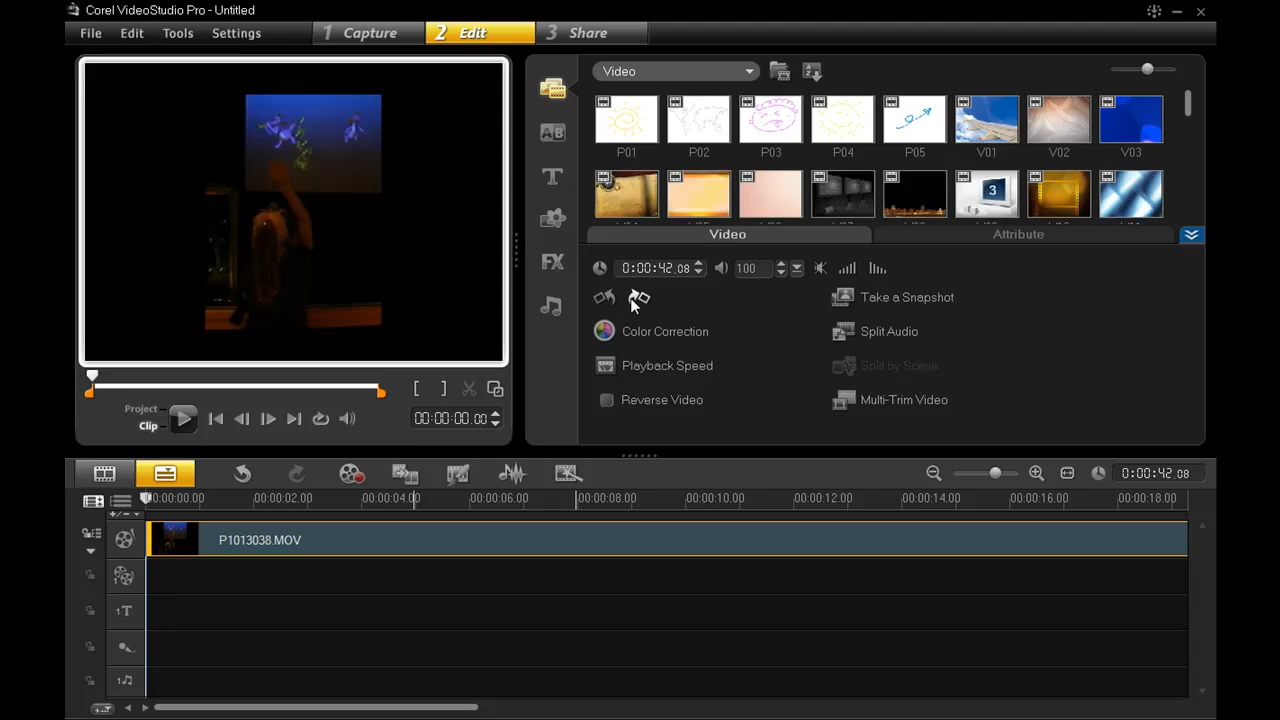 Corel VideoStudio Pro - Untitled
File Edit Tools Settings 1 Capture 2 Edit 3 Share
Video
P01 P02 P03 P04 P05 V01 V02 V03
3
Video Attribute
0:00:42.08 100
Take a Snapshot
Color Correction Split Audio
Playback Speed Split by Scene
Reverse Video Multi-Trim Video
Project
Clip
[ ] 00:00:00.00
0:00:42.08
00:00:00.00 00:00:02.00 00:00:04.00 00:00:06.00 00:00:08.00 00:00:10.00 00:00:12.00 00:00:14.00 00:00:16.00 00:00:18.00
P1013038.MOV
1
1T
1
AB
T
FX